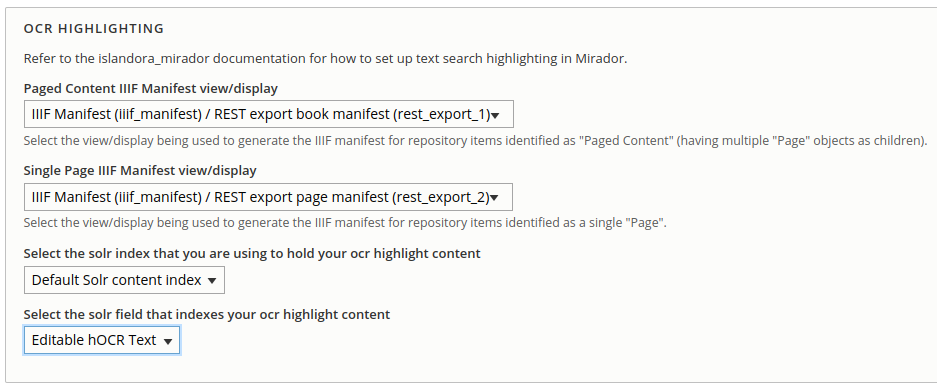 OCR HIGHLIGHTING
Refer to the islandora_mirador documentation for how to set up text search highlighting in Mirador.
Paged Content IIIF Manifest view/display
IIIF Manifest (iiif_manifest) / REST export book manifest (rest_export_1)
Select the view/display being used to generate the IIIF manifest for repository items identified as "Paged Content" (having multiple "Page" objects as children).
Single Page IIIF Manifest view/display
IIIF Manifest (iiif_manifest) / REST export page manifest (rest_export_2)
Select the view/display being used to generate the IIIF manifest for repository items identified as a single "Page".
Select the solr index that you are using to hold your ocr highlight content
Default Solr content index
Select the solr field that indexes your ocr highlight content
Editable hOCR Text